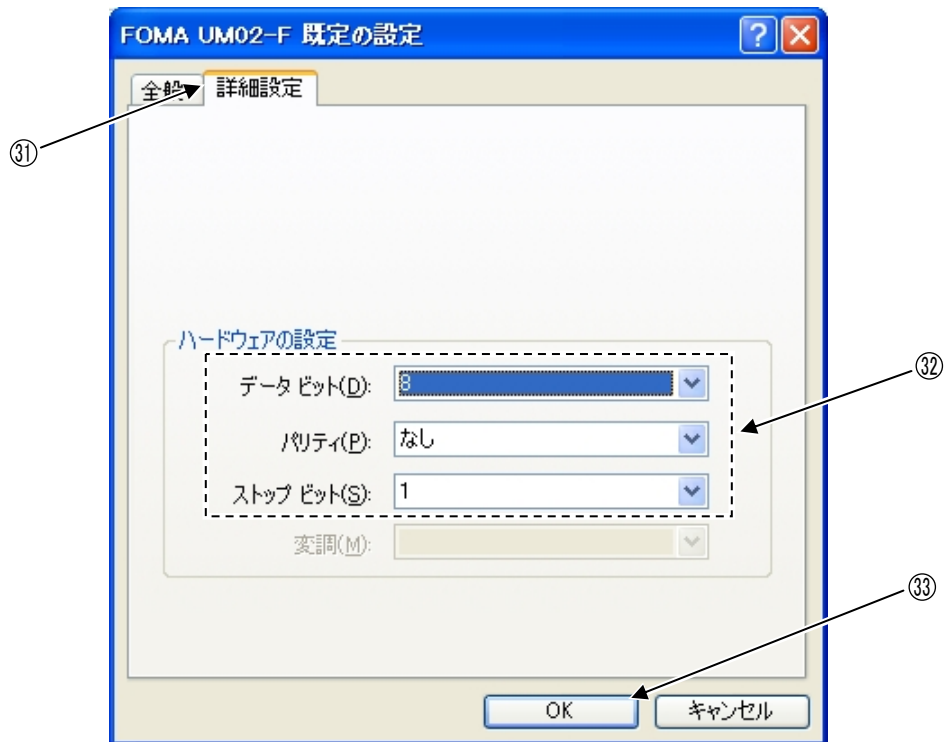 FOMA UM02-F 既定の設定
全般 詳細設定
㉛
ハードウェアの設定
データ ビット(D): 8
㉜
パリティ(P): なし
ストップ ビット(S): 1
変調(M):
㉝
OK キャンセル